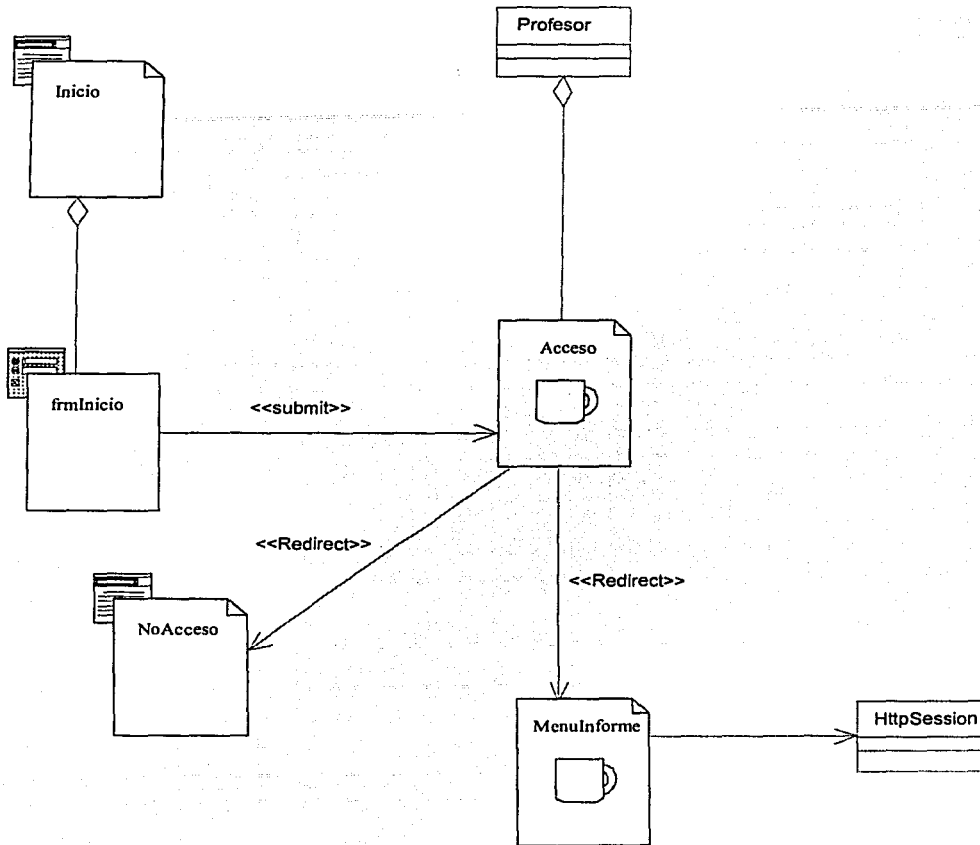 Profesor
Inicio
Acceso
frmInicio
<<submit>>
<<Redirect>>
<<Redirect>>
NoAcceso
MenuInforme
HttpSession